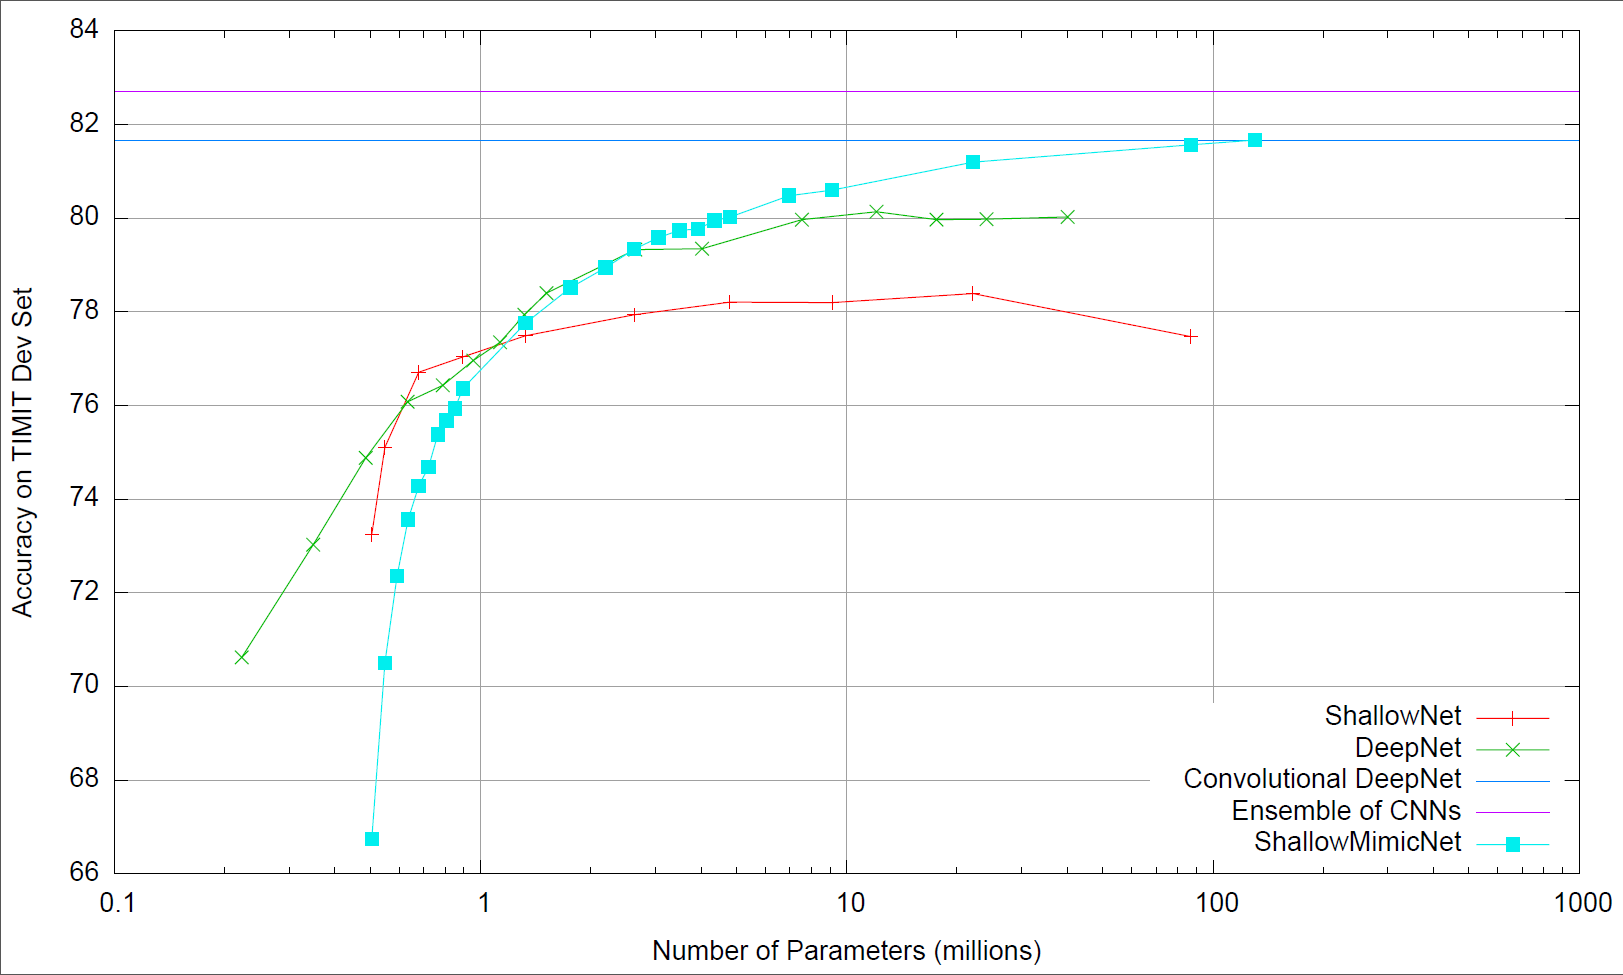 84
82
80
78
76
74
72
70
68
66
Accuracy on TIMIT Dev Set
ShallowNet
DeepNet
Convolutional DeepNet
Ensemble of CNNs
ShallowMimicNet
0.1 1 10 100 1000
Number of Parameters (millions)